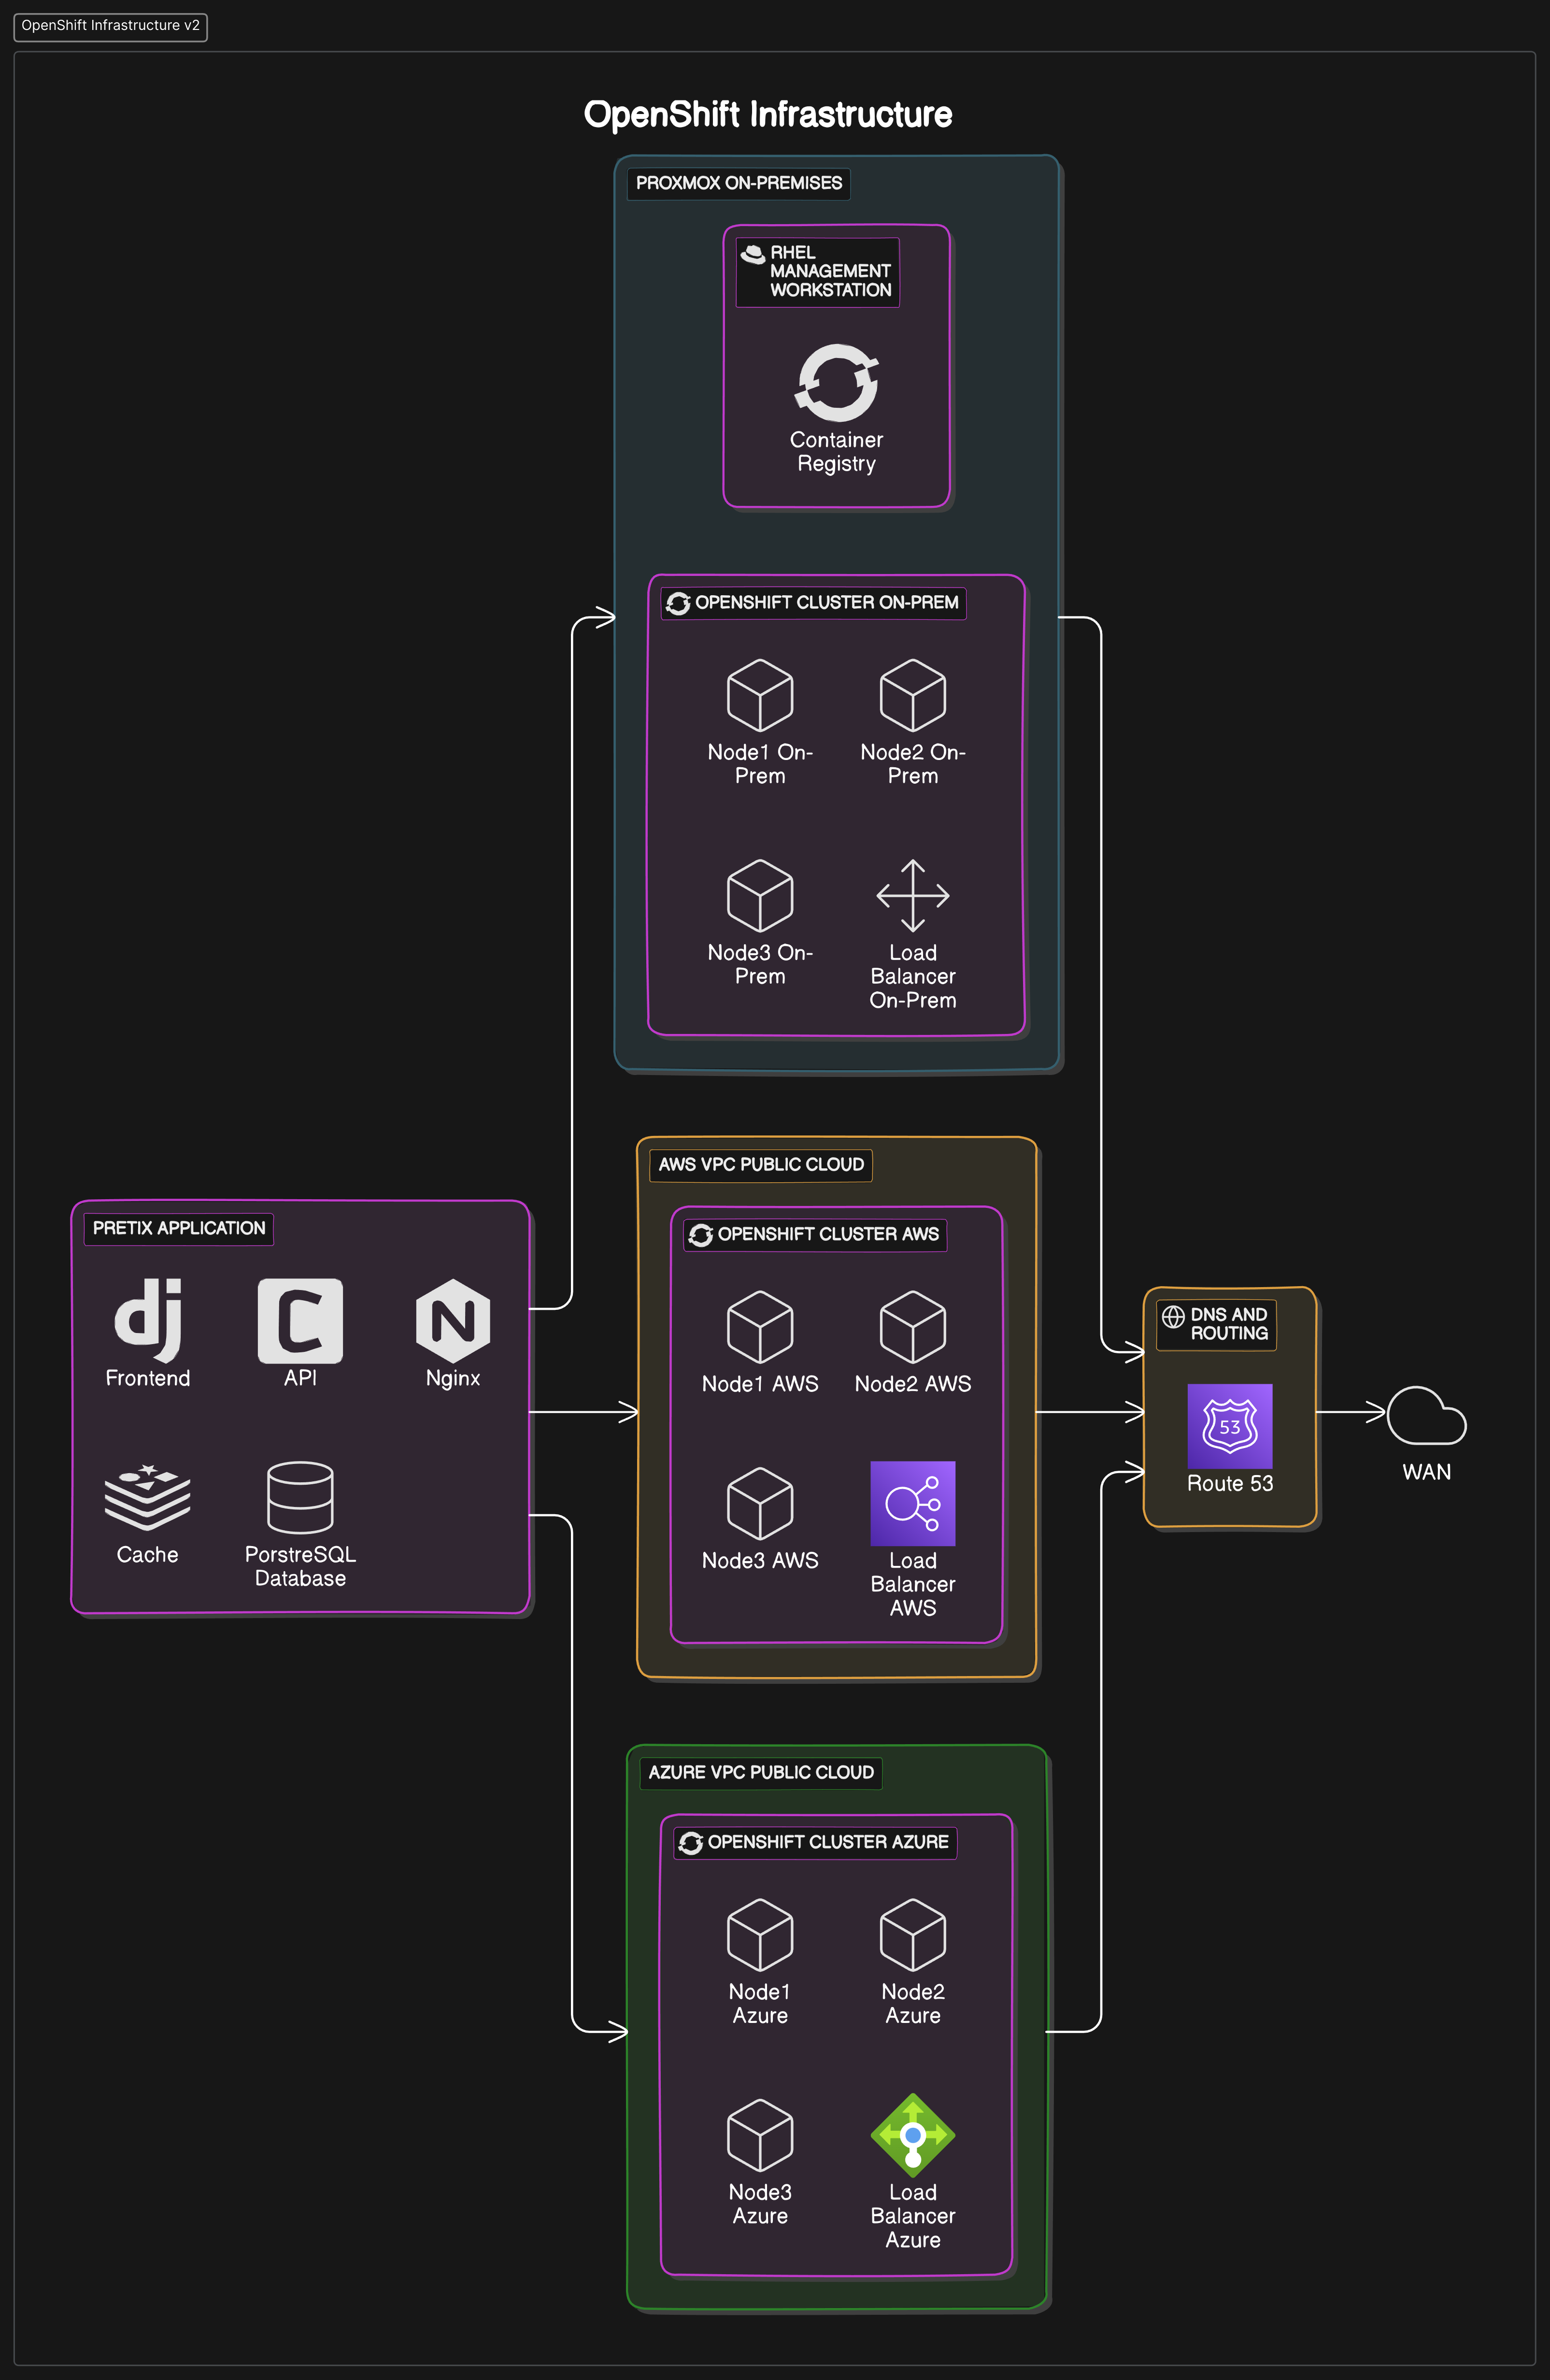 OpenShift Infrastructure v2
OpenShift Infrastructure
PROXMOX ON-PREMISES
RHEL
MANAGEMENT
WORKSTATION
Container
Registry
OPENSHIFT CLUSTER ON-PREM
Node1 On-
Prem
Node2 On-
Prem
Node3 On-
Prem
Load
Balancer
On-Prem
AWS VPC PUBLIC CLOUD
OPENSHIFT CLUSTER AWS
Node1 AWS
Node2 AWS
Node3 AWS
Load
Balancer
AWS
PRETIX APPLICATION
dj
Frontend
C
API
N
Nginx
Cache
PorstreSQL
Database
DNS AND
ROUTING
53
Route 53
WAN
AZURE VPC PUBLIC CLOUD
OPENSHIFT CLUSTER AZURE
Node1
Azure
Node2
Azure
Node3
Azure
Load
Balancer
Azure